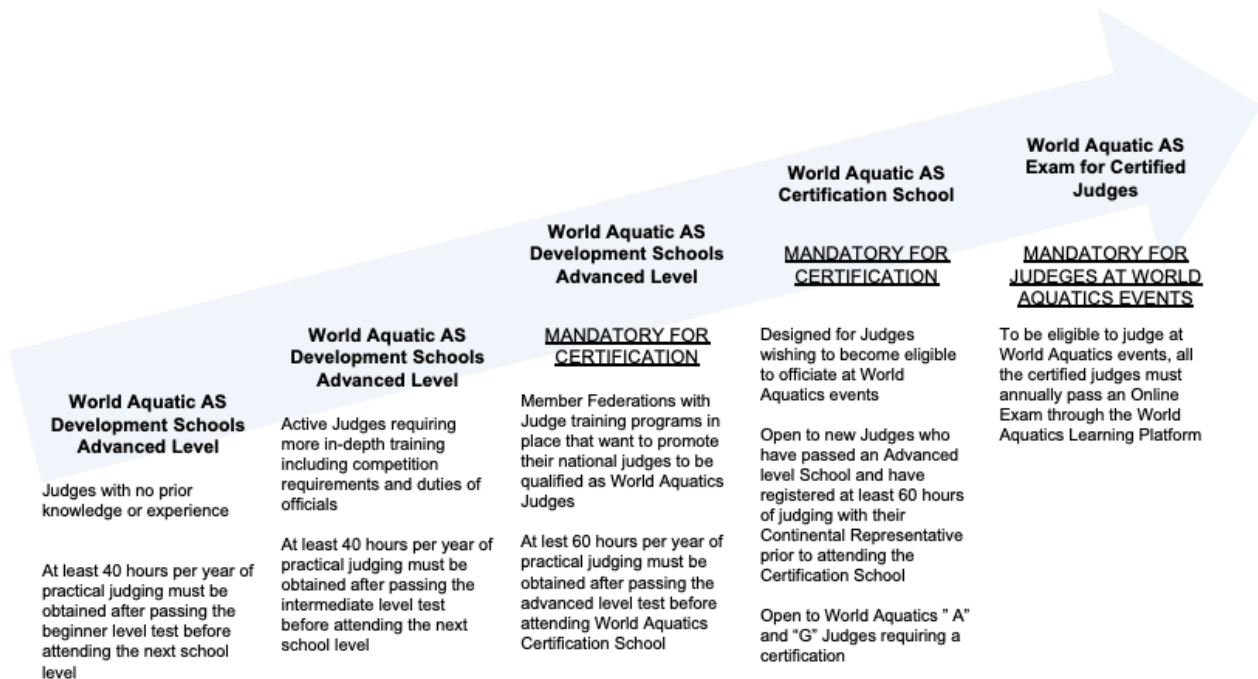 World Aquatic AS
Development Schools
Advanced Level
Judges with no prior
knowledge or experience
At least 40 hours per year of
practical judging must be
obtained after passing the
beginner level test before
attending the next school
level
World Aquatic AS
Development Schools
Advanced Level
Active Judges requiring
more in-depth training
including competition
requirements and duties of
officials
At least 40 hours per year of
practical judging must be
obtained after passing the
intermediate level test
before attending the next
school level
World Aquatic AS
Development Schools
Advanced Level
MANDATORY FOR
CERTIFICATION
Member Federations with
Judge training programs in
place that want to promote
their national judges to be
qualified as World Aquatics
Judges
At lest 60 hours per year of
practical judging must be
obtained after passing the
advanced level test before
attending World Aquatics
Certification School
World Aquatic AS
Certification School
MANDATORY FOR
CERTIFICATION
Designed for Judges
wishing to become eligible
to officiate at World
Aquatics events
Open to new Judges who
have passed an Advanced
level School and have
registered at least 60 hours
of judging with their
Continental Representative
prior to attending the
Certification School
Open to World Aquatics ” A”
and “G” Judges requiring a
certification
World Aquatic AS
Exam for Certified
Judges
MANDATORY FOR
JUDEGES AT WORLD
AQUATICS EVENTS
To be eligible to judge at
World Aquatics events, all
the certified judges must
annually pass an Online
Exam through the World
Aquatics Learning Platform